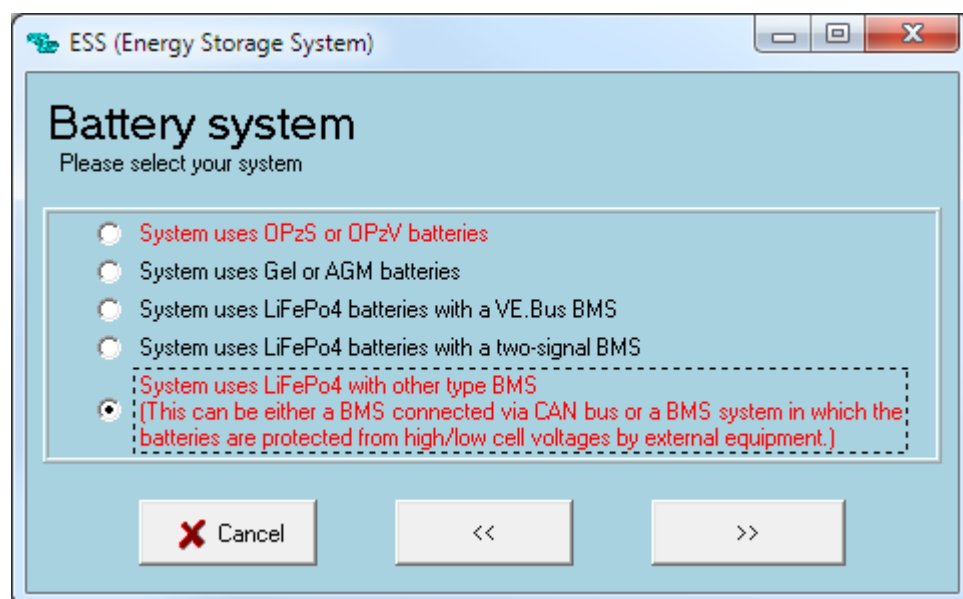 ESS (Energy Storage System)
Battery system
Please select your system
System uses OPzS or OPzV batteries
System uses Gel or AGM batteries
System uses LiFePo4 batteries with a VE.Bus BMS
System uses LiFePo4 batteries with a two-signal BMS
System uses LiFePo4 with other type BMS
(This can be either a BMS connected via CAN bus or a BMS system in which the
batteries are protected from high/low cell voltages by external equipment.)
Cancel
<<
>>